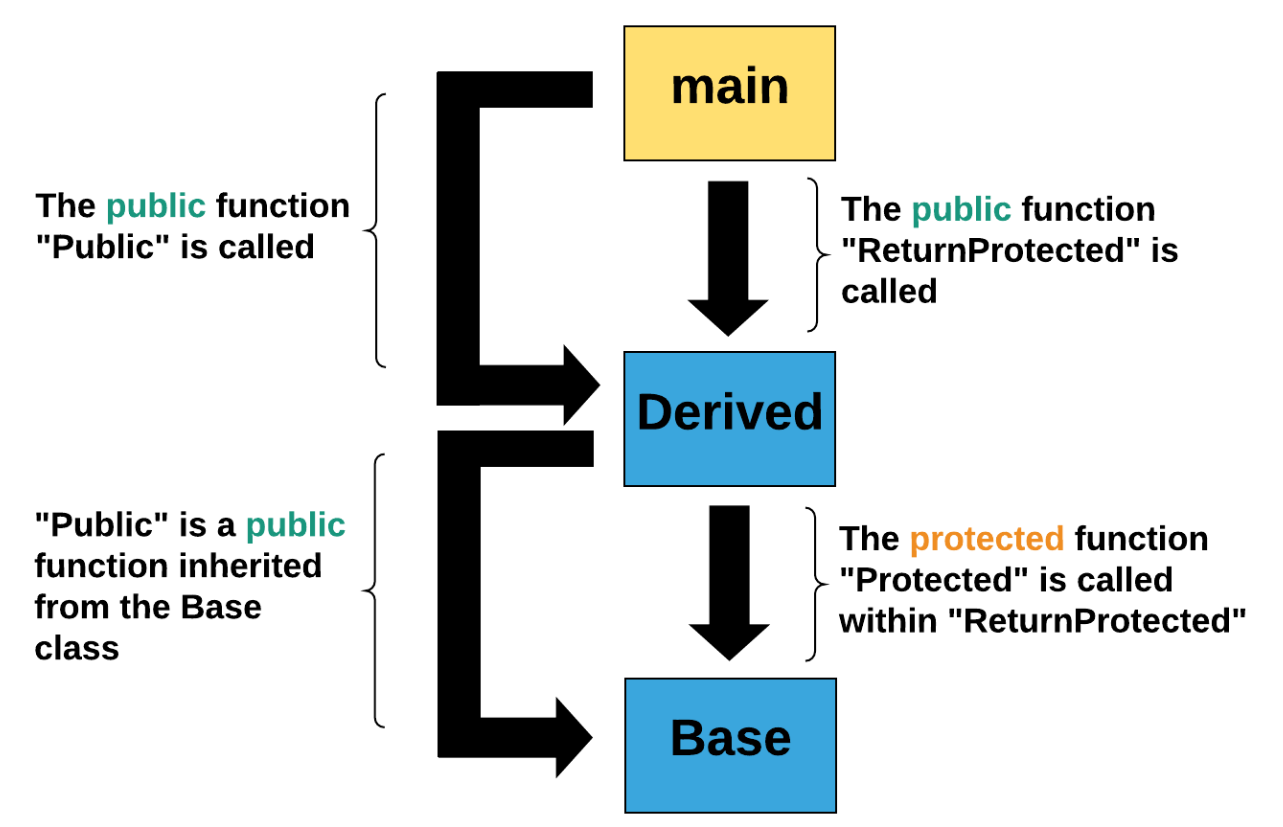 main
The public function
"Public" is called
The public function
"ReturnProtected" is
called
Derived
"Public" is a public
function inherited
from the Base
class
The protected function
"Protected" is called
within "ReturnProtected"
Base